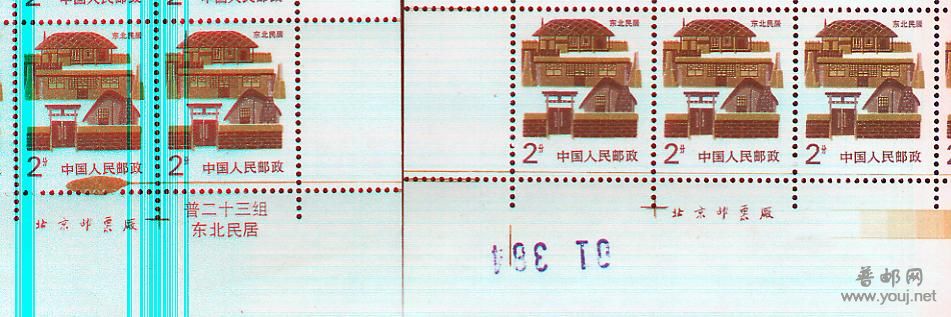 东北民居
东北民居
2分 中国人民邮政
2分 中国人民邮政
北京邮票厂
普二十三组
东北民居
东北民居
东北民居
东北民居
2分 中国人民邮政
2分 中国人民邮政
2分 中国人民邮政
北京邮票厂
普邮网
www.youj.net